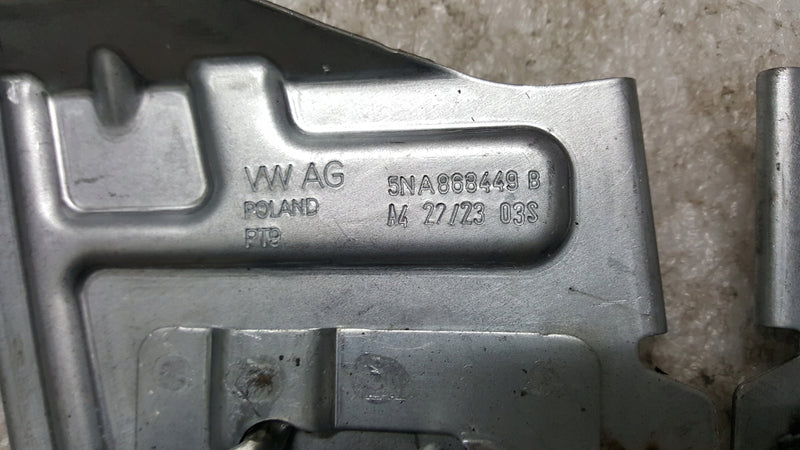 VW AG
POLAND
PT9
5NA868449 B
A4 27/23 03S